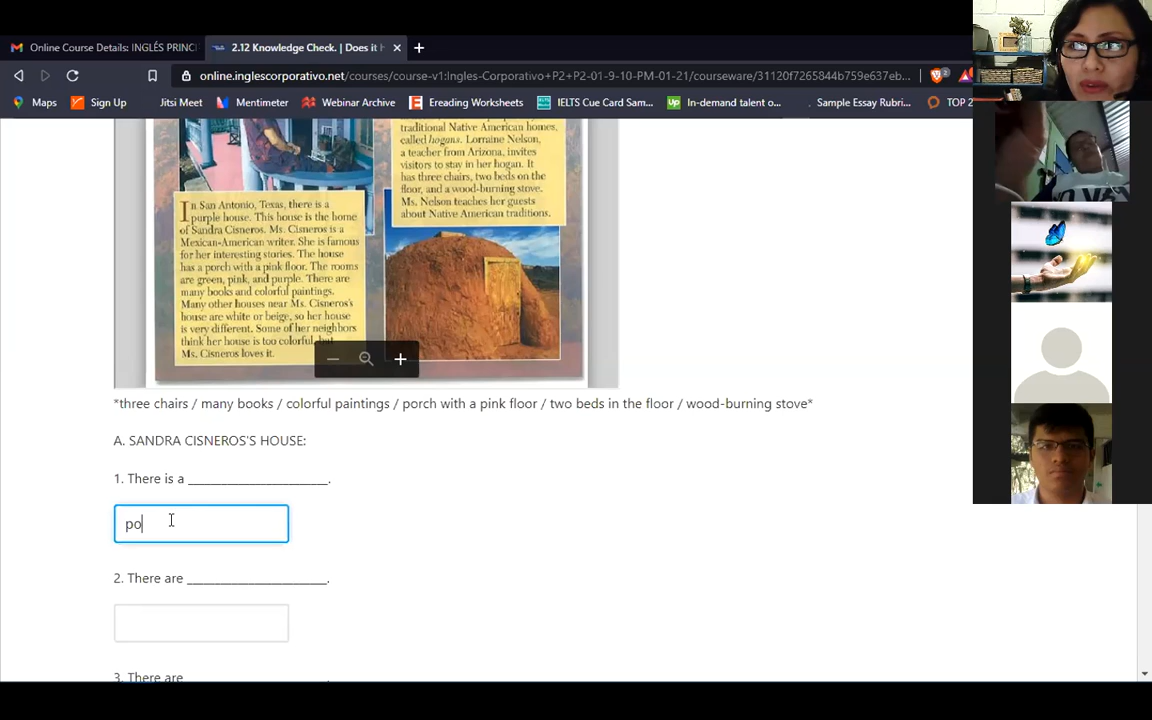 Online Course Details: INGLÉS PRINCI
2.12 Knowledge Check. | Does it H
online.inglescorporativo.net/courses/course-v1:Ingles-Corporativo+P2+P2-01-9-10-PM-01-21/courseware/31120f7265844b759e637eb...
2
Maps
Sign Up
Jitsi Meet
Mentimeter
Webinar Archive
Ereading Worksheets
IELTS Cue Card Sam...
In-demand talent o...
Sample Essay Rubri...
TOP 2
traditional Native American homes,
called hogans. Lorraine Nelson,
a teacher from Arizona, invites
visitors to stay in her hogan. It
has three chairs, two beds on the
floor, and a wood-burning stove.
Ms. Nelson teaches her guests
about Native American traditions.
In San Antonio, Texas, there is a
purple house. This house is the home
of Sandra Cisneros. Ms. Cisneros is a
Mexican-American writer. She is famous
for her interesting stories. The house
has a porch with a pink floor. The rooms
are green, pink, and purple. There are
many books and colorful paintings.
Many other houses near Ms. Cisneros's
house are white or beige, so her house
is very different. Some of her neighbors
think her house is too colorful, but
Ms. Cisneros loves it.
*three chairs / many books / colorful paintings / porch with a pink floor / two beds in the floor / wood-burning stove*
A. SANDRA CISNEROS'S HOUSE:
1. There is a ______________________.
po
2. There are ______________________.
3. There are ______________________.